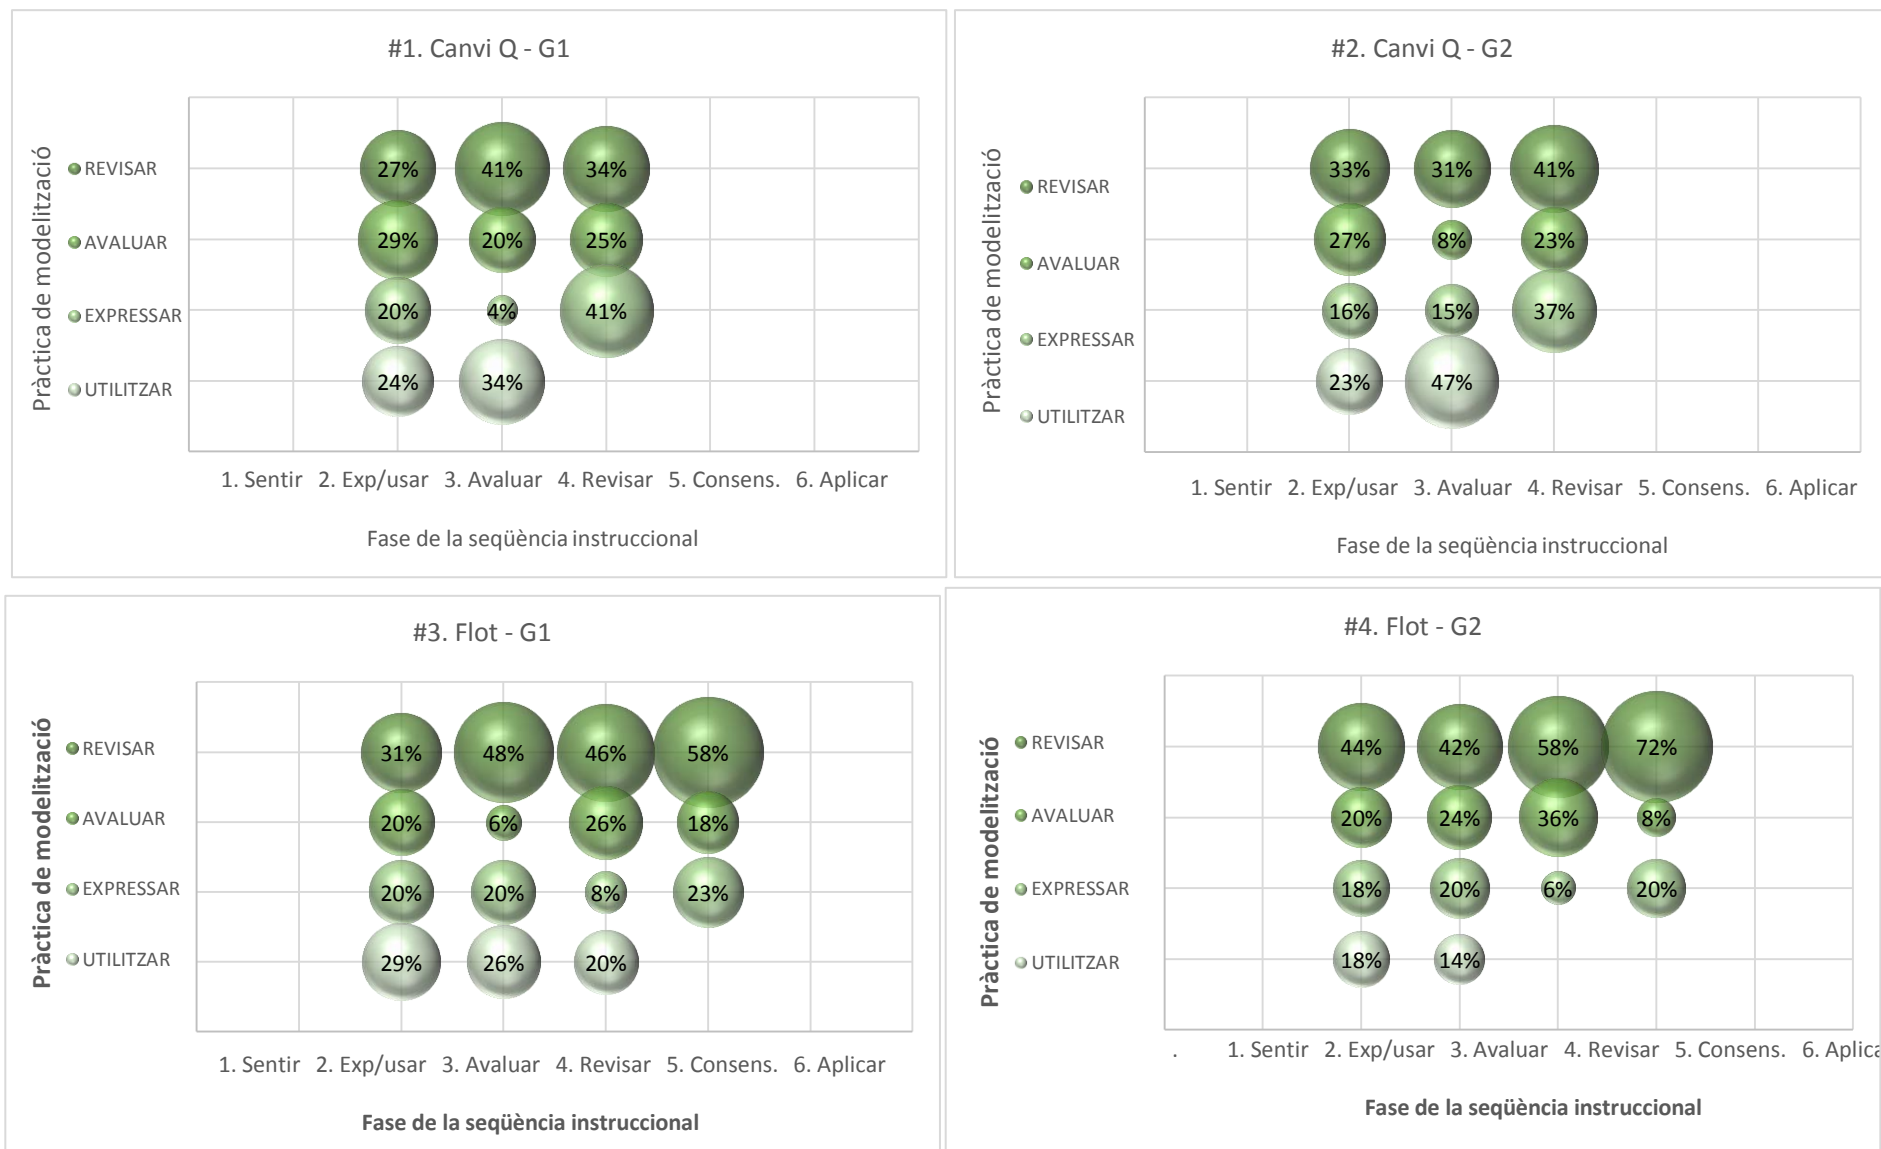 #1. Canvi Q - G1
Pràctica de modelització
REVISAR
27% 41% 34%
AVALUAR
29% 20% 25%
EXPRESSAR
20% 4% 41%
UTILITZAR
24% 34%
1. Sentir 2. Exp/usar 3. Avaluar 4. Revisar 5. Consens. 6. Aplicar
Fase de la seqüència instruccional
#2. Canvi Q - G2
Pràctica de modelització
REVISAR
33% 31% 41%
AVALUAR
27% 8% 23%
EXPRESSAR
16% 15% 37%
UTILITZAR
23% 47%
1. Sentir 2. Exp/usar 3. Avaluar 4. Revisar 5. Consens. 6. Aplicar
Fase de la seqüència instruccional
#3. Flot - G1
Pràctica de modelització
REVISAR
31% 48% 46% 58%
AVALUAR
20% 6% 26% 18%
EXPRESSAR
20% 20% 8% 23%
UTILITZAR
29% 26% 20%
1. Sentir 2. Exp/usar 3. Avaluar 4. Revisar 5. Consens. 6. Aplicar
Fase de la seqüència instruccional
#4. Flot - G2
Pràctica de modelització
REVISAR
44% 42% 58% 72%
AVALUAR
20% 24% 36% 8%
EXPRESSAR
18% 20% 6% 20%
UTILITZAR
18% 14%
. 1. Sentir 2. Exp/usar 3. Avaluar 4. Revisar 5. Consens. 6. Aplica
Fase de la seqüència instruccional